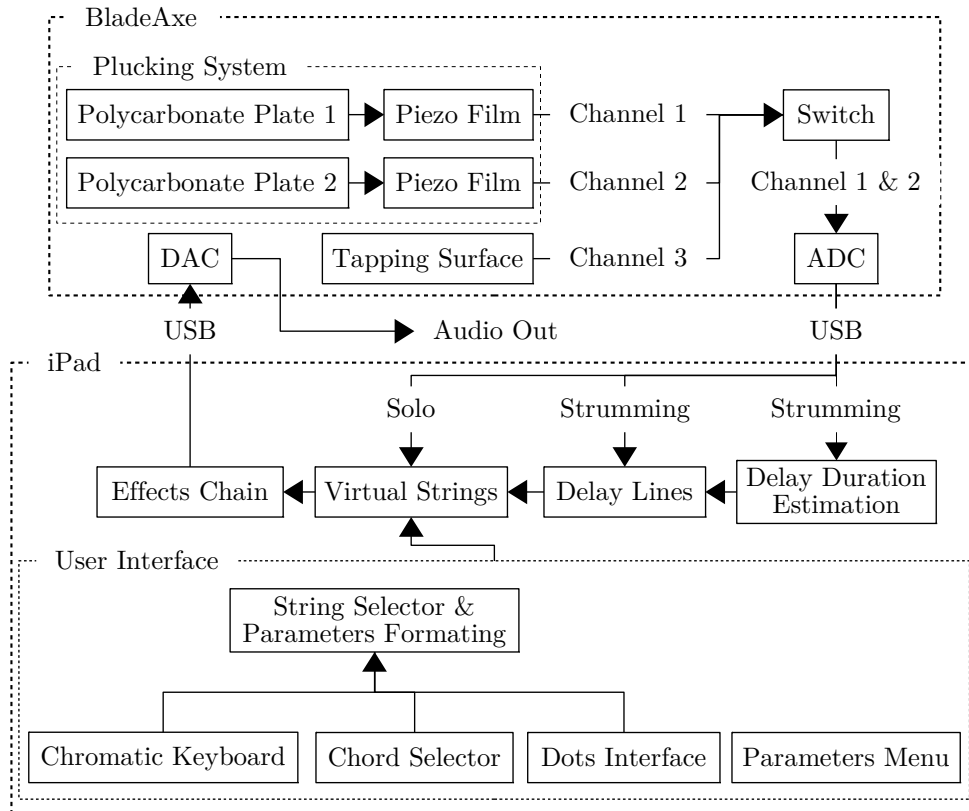 BladeAxe
Plucking System
Polycarbonate Plate 1
Piezo Film
Channel 1
Switch
Polycarbonate Plate 2
Piezo Film
Channel 2
Channel 1 & 2
DAC
Tapping Surface
Channel 3
ADC
USB
Audio Out
USB
iPad
Solo
Strumming
Strumming
Effects Chain
Virtual Strings
Delay Lines
Delay Duration
Estimation
User Interface
String Selector &
Parameters Formating
Chromatic Keyboard
Chord Selector
Dots Interface
Parameters Menu